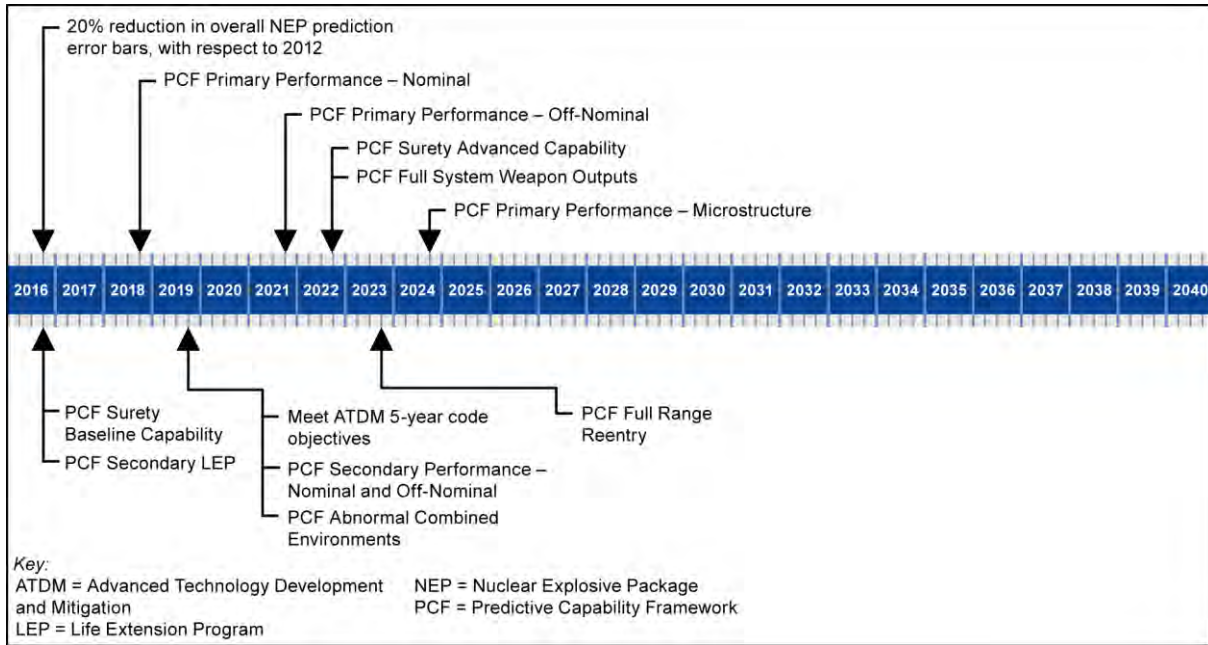 20% reduction in overall NEP prediction
error bars, with respect to 2012
PCF Primary Performance – Nominal
PCF Primary Performance – Off-Nominal
PCF Surety Advanced Capability
PCF Full System Weapon Outputs
PCF Primary Performance – Microstructure
2016 2017 2018 2019 2020 2021 2022 2023 2024 2025 2026 2027 2028 2029 2030 2031 2032 2033 2034 2035 2036 2037 2038 2039 2040
PCF Surety
Baseline Capability
PCF Secondary LEP
Meet ATDM 5-year code
objectives
PCF Secondary Performance –
Nominal and Off-Nominal
PCF Abnormal Combined
Environments
PCF Full Range
Reentry
Key:
ATDM = Advanced Technology Development
and Mitigation
LEP = Life Extension Program
NEP = Nuclear Explosive Package
PCF = Predictive Capability Framework